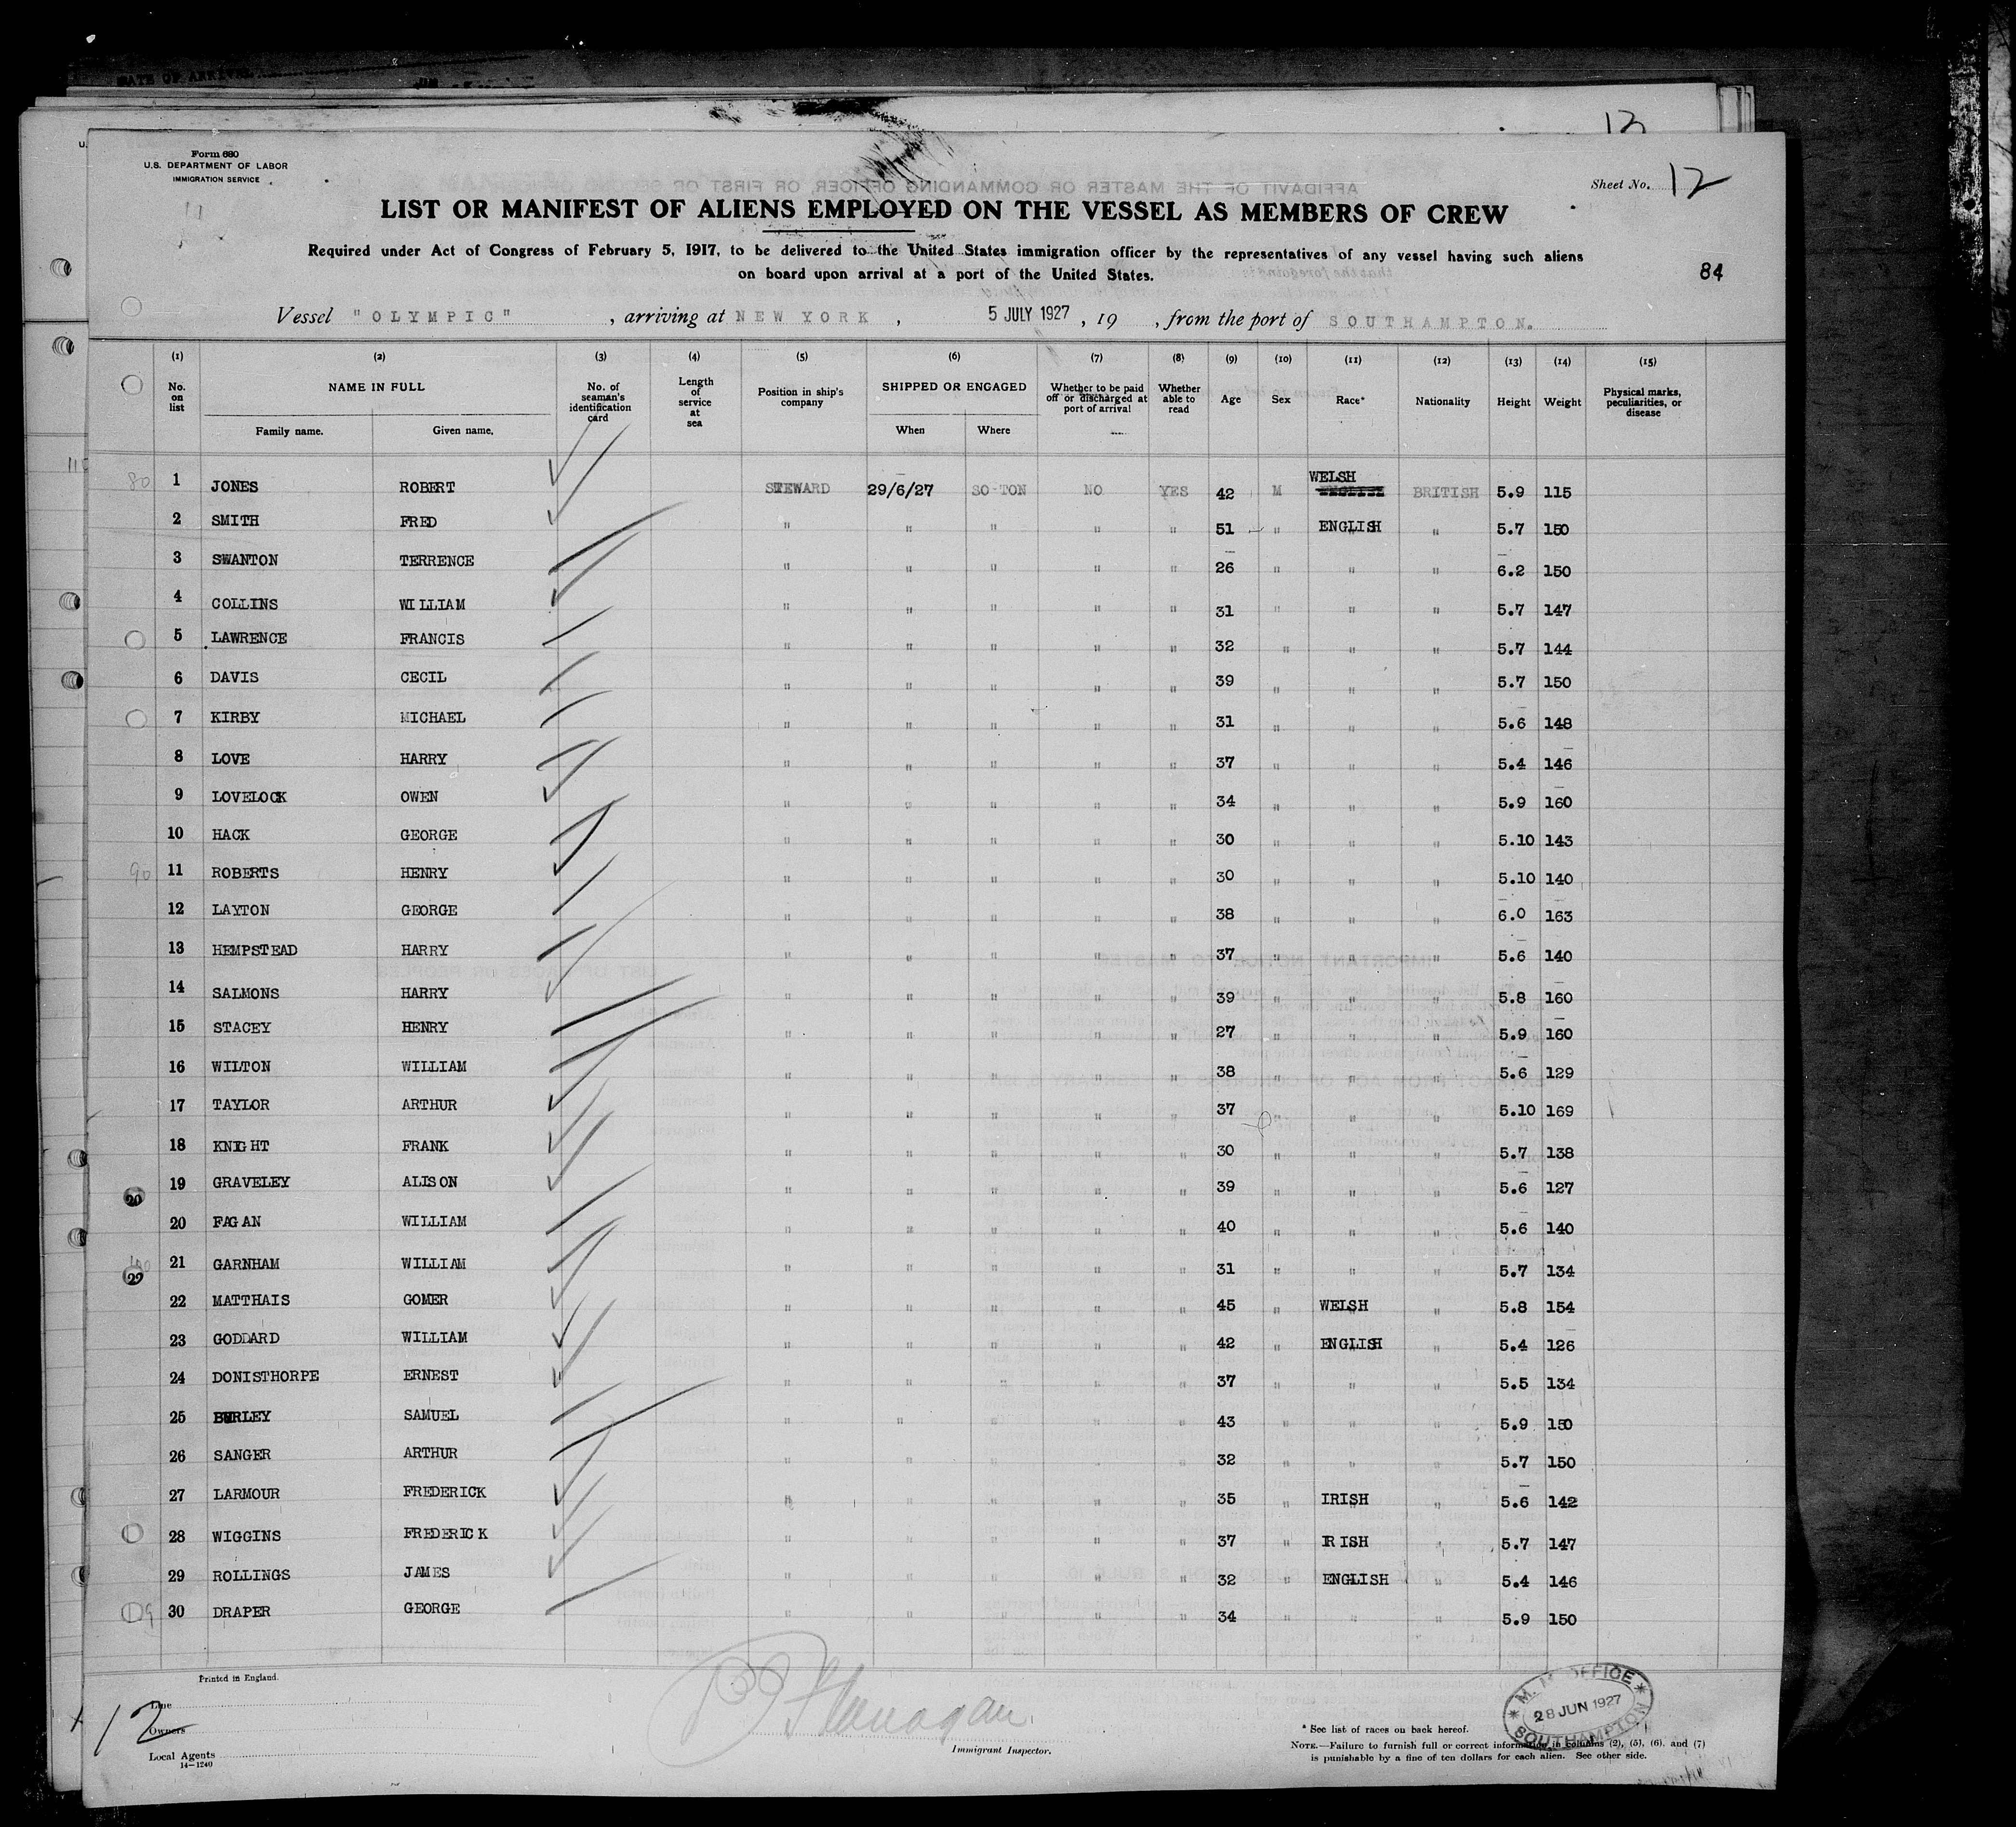 DATE OF ARRIVAL
13
Form 680
U.S. DEPARTMENT OF LABOR
IMMIGRATION SERVICE
Sheet No. 12
LIST OR MANIFEST OF ALIENS EMPLOYED ON THE VESSEL AS MEMBERS OF CREW
Required under Act of Congress of February 5, 1917, to be delivered to the United States immigration officer by the representatives of any vessel having such aliens
on board upon arrival at a port of the United States.
84
Vessel "OLYMPIC" , arriving at NEW YORK , 5 JULY 1927 , 19 , from the port of SOUTHAMPTON.
(1) (2) (3) (4) (5) (6) (7) (8) (9) (10) (11) (12) (13) (14) (15)
No. on list NAME IN FULL No. of seaman's identification card Length of service at sea Position in ship's company SHIPPED OR ENGAGED Whether to be paid off or discharged at port of arrival Whether able to read Age Sex Race* Nationality Height Weight Physical marks, peculiarities, or disease
Family name. Given name. When Where
80 1 JONES ROBERT STEWARD 29/6/27 SO-TON NO YES 42 M WELSH ENGLISH BRITISH 5.9 115
2 SMITH FRED " " " " " 51 " ENGLISH " 5.7 150
3 SWANTON TERRENCE " " " " " 26 " " " 6.2 150
4 COLLINS WILLIAM " " " " " 31 " " " 5.7 147
5 LAWRENCE FRANCIS " " " " " 32 " " " 5.7 144
6 DAVIS CECIL " " " " " 39 " " " 5.7 150
7 KIRBY MICHAEL " " " " " 31 " " " 5.6 148
8 LOVE HARRY " " " " " 37 " " " 5.4 146
9 LOVELOCK OWEN " " " " " 34 " " " 5.9 160
10 HACK GEORGE " " " " " 30 " " " 5.10 143
90 11 ROBERTS HENRY " " " " " 30 " " " 5.10 140
12 LAYTON GEORGE " " " " " 38 " " " 6.0 163
13 HEMPSTEAD HARRY " " " " " 37 " " " 5.6 140
14 SALMONS HARRY " " " " " 39 " " " 5.8 160
15 STACEY HENRY " " " " " 27 " " " 5.9 160
16 WILTON WILLIAM " " " " " 38 " " " 5.6 129
17 TAYLOR ARTHUR " " " " " 37 " " " 5.10 169
18 KNIGHT FRANK " " " " " 30 " " " 5.7 138
19 GRAVELEY ALISON " " " " " 39 " " " 5.6 127
20 20 FAGAN WILLIAM " " " " " 40 " " " 5.6 140
29 21 GARNHAM WILLIAM " " " " " 31 " " " 5.7 134
22 MATTHAIS GOMER " " " " " 45 " WELSH " 5.8 154
23 GODDARD WILLIAM " " " " " 42 " ENGLISH " 5.4 126
24 DONISTHORPE ERNEST " " " " " 37 " " " 5.5 134
25 BURLEY SAMUEL " " " " " 43 " " " 5.9 150
26 SANGER ARTHUR " " " " " 32 " " " 5.7 150
27 LARMOUR FREDERICK " " " " " 35 " IRISH " 5.6 142
28 WIGGINS FREDERICK " " " " " 37 " IRISH " 5.7 147
29 ROLLINGS JAMES " " " " " 32 " ENGLISH " 5.4 146
30 DRAPER GEORGE " " " " " 34 " " " 5.9 150
Printed in England.
12
Line
Owners
Local Agents
14—1240
Flanagan
Immigrant Inspector.
* See list of races on back hereof.
NOTE.—Failure to furnish full or correct information in columns (2), (5), (6), and (7)
is punishable by a fine of ten dollars for each alien. See other side.
M. M. OFFICE
28 JUN 1927
SOUTHAMPTON